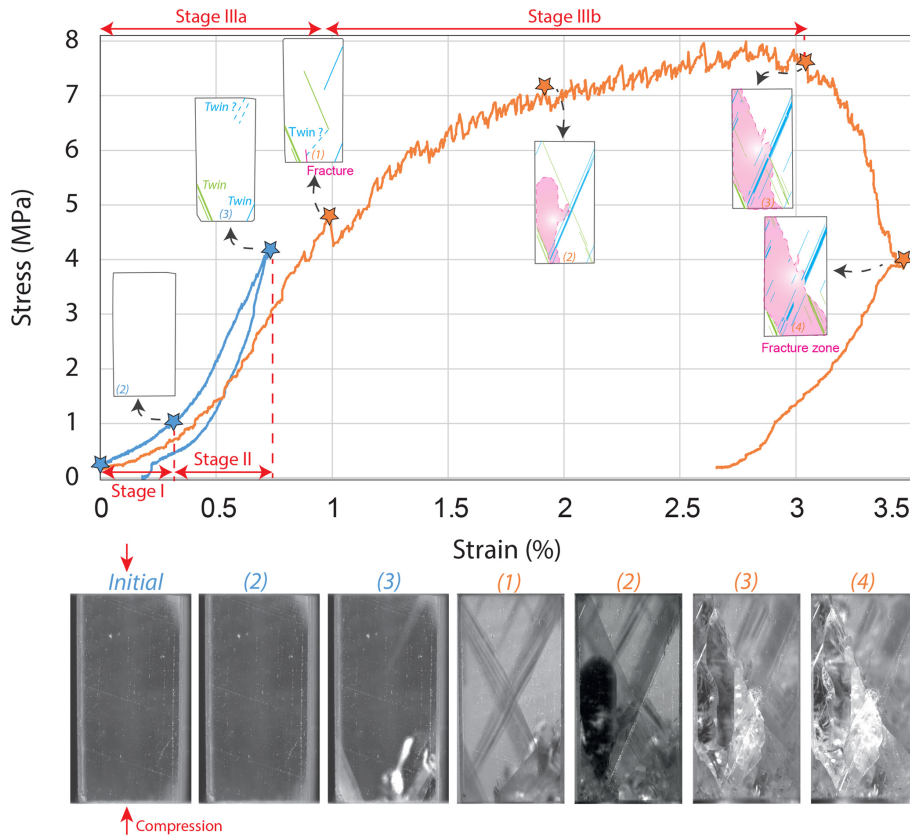 Stage IIIa
Stage IIIb
8
7
6
5
4
3
2
1
0
Stress (MPa)
Twin ?
Twin
Twin
(3)
Twin ?
(1)
Fracture
(2)
(2)
(3)
(4)
Fracture zone
Stage I
Stage II
0
0.5
1
1.5
2
2.5
3
3.5
Strain (%)
Initial
(2)
(3)
(1)
(2)
(3)
(4)
Compression